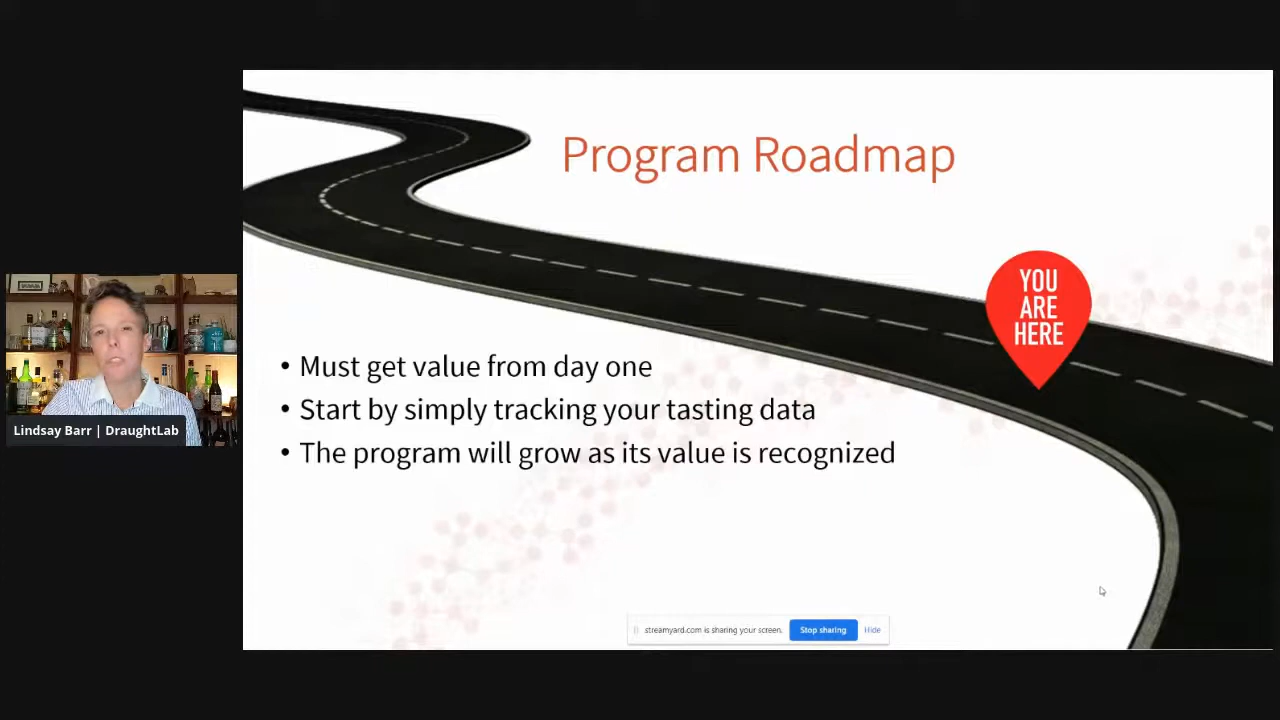 Program Roadmap
YOU
ARE
HERE
• Must get value from day one
• Start by simply tracking your tasting data
• The program will grow as its value is recognized
Lindsay Barr | DraughtLab
streamyard.com is sharing your screen. Stop sharing Hide